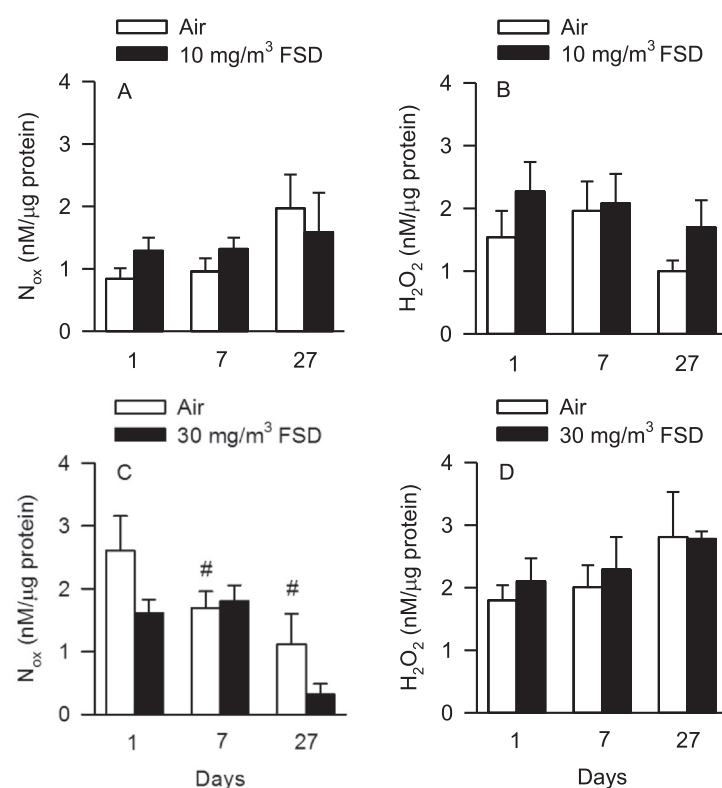 Air
10 mg/m³ FSD
A
Nₒₓ (nM/µg protein)
4
3
2
1
0
1 7 27
Air
10 mg/m³ FSD
B
H₂O₂ (nM/µg protein)
4
3
2
1
0
1 7 27
Air
30 mg/m³ FSD
C
Nₒₓ (nM/µg protein)
4
3
2
1
0
# #
1 7 27
Days
Air
30 mg/m³ FSD
D
H₂O₂ (nM/µg protein)
4
3
2
1
0
1 7 27
Days